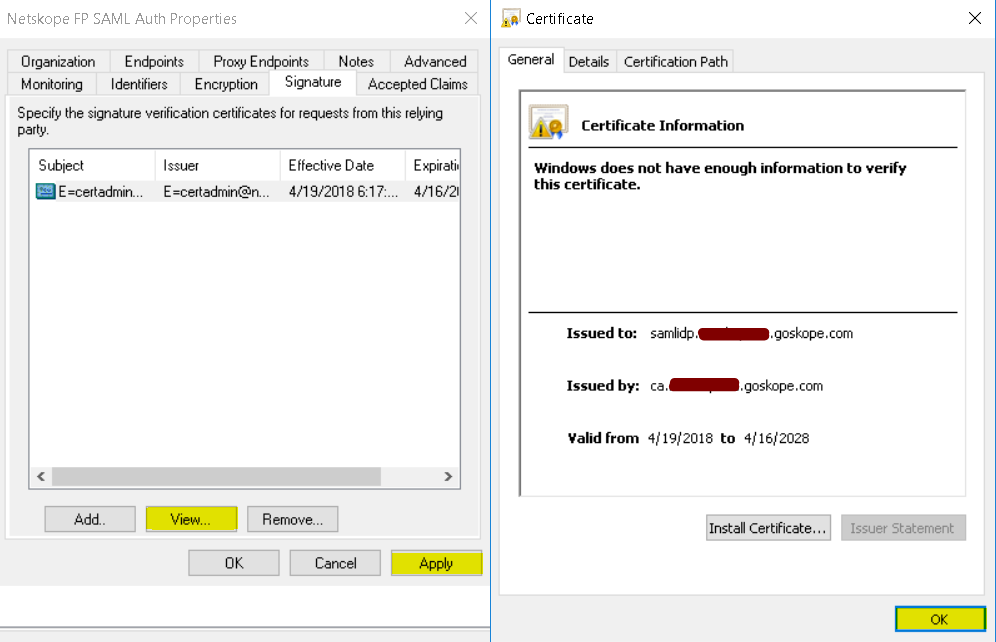 Netskope FP SAML Auth Properties
Organization Endpoints Proxy Endpoints Notes Advanced
Monitoring Identifiers Encryption Signature Accepted Claims
Specify the signature verification certificates for requests from this relying
party.
Subject Issuer Effective Date Expirati
E=certadmin... E=certadmin@n... 4/19/2018 6:17:... 4/16/20
Add.. View... Remove...
OK Cancel Apply
Certificate
General Details Certification Path
Certificate Information
Windows does not have enough information to verify
this certificate.
Issued to: samlidp. .goskope.com
Issued by: ca. .goskope.com
Valid from 4/19/2018 to 4/16/2028
Install Certificate... Issuer Statement
OK